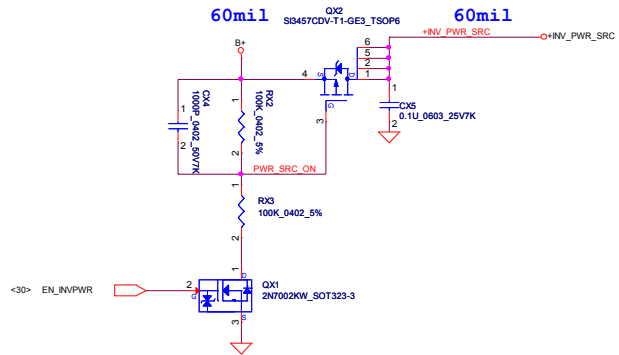 60mil
QX2
SI3457CDV-T1-GE3_TSOP6
60mil
+INV_PWR_SRC
+INV_PWR_SRC
B+
6
5
2
1
4
S
D
G
3
1
CX5
0.1U_0603_25V7K
2
CX4
1000P_0402_50V7K
1
2
1
RX2
100K_0402_5%
2
PWR_SRC_ON
1
RX3
100K_0402_5%
2
1
D
QX1
2N7002KW_SOT323-3
<30> EN_INVPWR
2
G
S
3